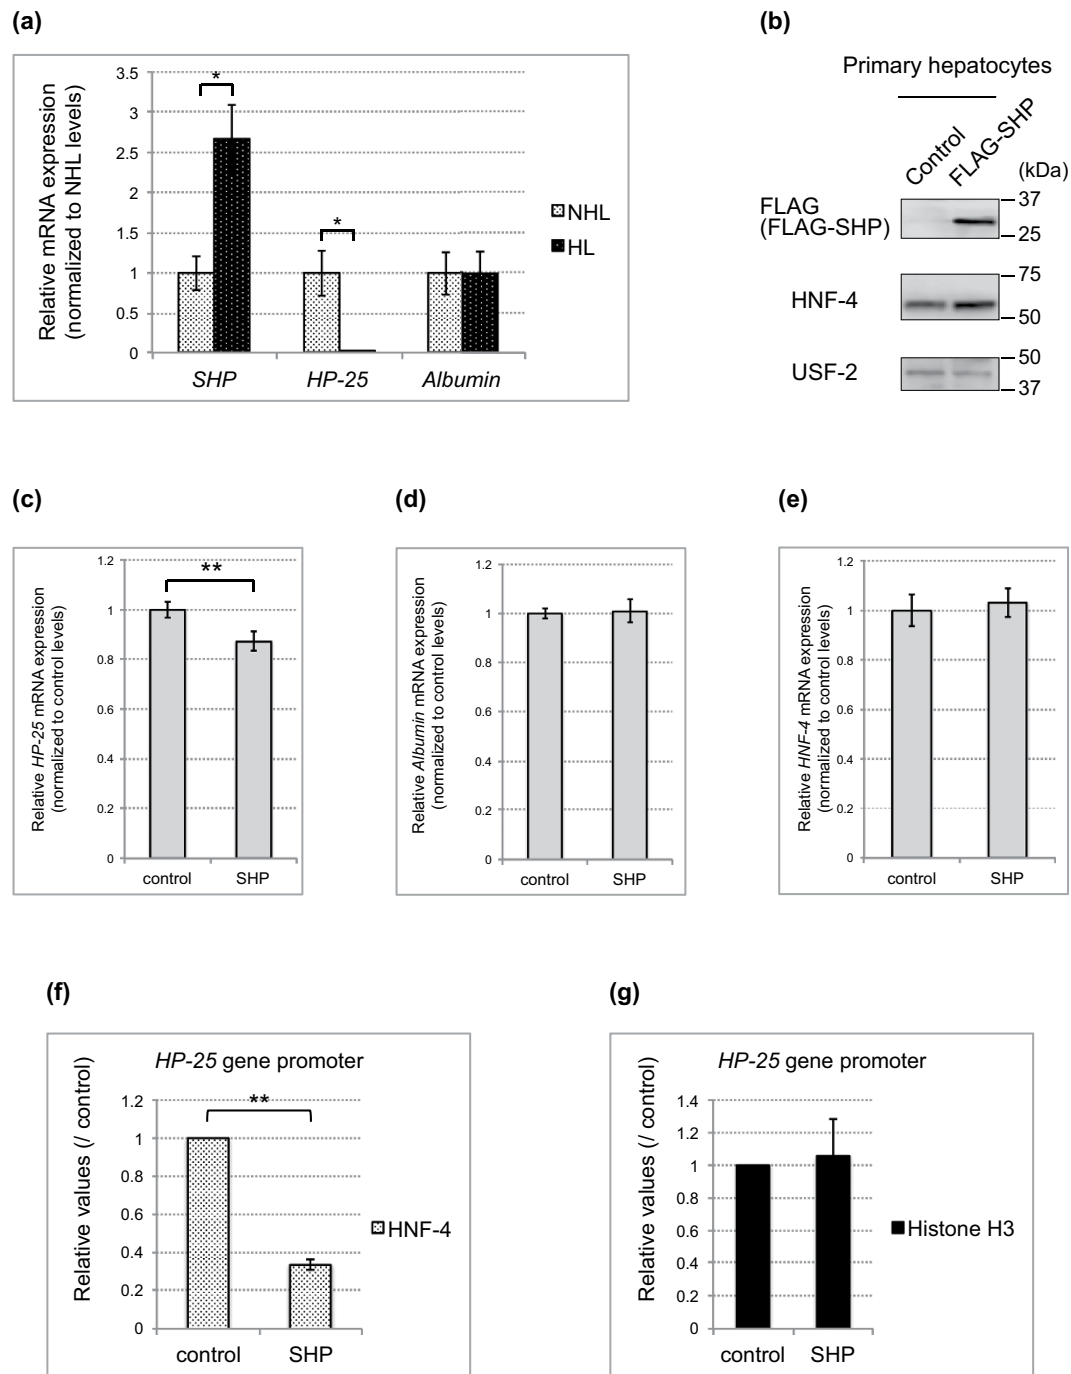 (a)
Relative mRNA expression
(normalized to NHL levels)
3.5
3
2.5
2
1.5
1
0.5
0
*
*
SHP
HP-25
Albumin
NHL
HL
(b)
Primary hepatocytes
Control
FLAG-SHP
(kDa)
FLAG
(FLAG-SHP)
37
25
HNF-4
75
50
USF-2
50
37
(c)
Relative HP-25 mRNA expression
(normalized to control levels)
1.2
1
0.8
0.6
0.4
0.2
0
**
control
SHP
(d)
Relative Albumin mRNA expression
(normalized to control levels)
1.2
1
0.8
0.6
0.4
0.2
0
control
SHP
(e)
Relative HNF-4 mRNA expression
(normalized to control levels)
1.2
1
0.8
0.6
0.4
0.2
0
control
SHP
(f)
HP-25 gene promoter
Relative values (/ control)
1.2
1
0.8
0.6
0.4
0.2
0
**
control
SHP
HNF-4
(g)
HP-25 gene promoter
Relative values (/ control)
1.4
1.2
1
0.8
0.6
0.4
0.2
0
control
SHP
Histone H3